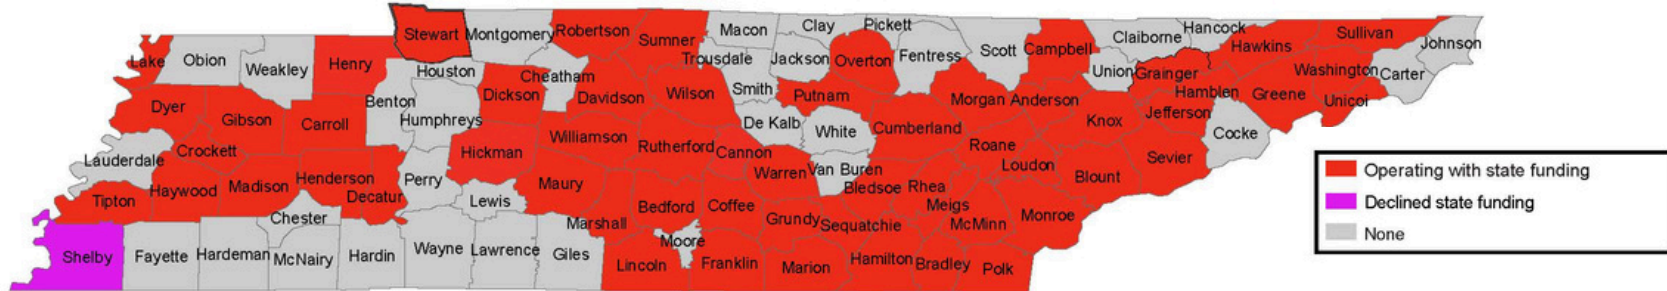 Stewart
Montgomery
Robertson
Sumner
Macon
Clay
Pickett
Scott
Campbell
Claiborne
Hancock
Hawkins
Sullivan
Johnson
Lake
Obion
Weakley
Henry
Houston
Cheatham
Trousdale
Jackson
Overton
Fentress
Union
Grainger
Washington
Carter
Dyer
Gibson
Carroll
Benton
Humphreys
Dickson
Davidson
Wilson
Smith
Putnam
Morgan
Anderson
Hamblen
Greene
Unicoi
Jefferson
Knox
Cocke
Lauderdale
Crockett
Hickman
Williamson
Rutherford
De Kalb
White
Cumberland
Cannon
Roane
Loudon
Sevier
Tipton
Haywood
Madison
Henderson
Decatur
Perry
Lewis
Maury
Warren
Van Buren
Bledsoe
Rhea
Meigs
Blount
Chester
Marshall
Bedford
Coffee
Grundy
Sequatchie
McMinn
Monroe
Shelby
Fayette
Hardeman
McNairy
Hardin
Wayne
Lawrence
Giles
Moore
Lincoln
Franklin
Marion
Hamilton
Bradley
Polk
Operating with state funding
Declined state funding
None